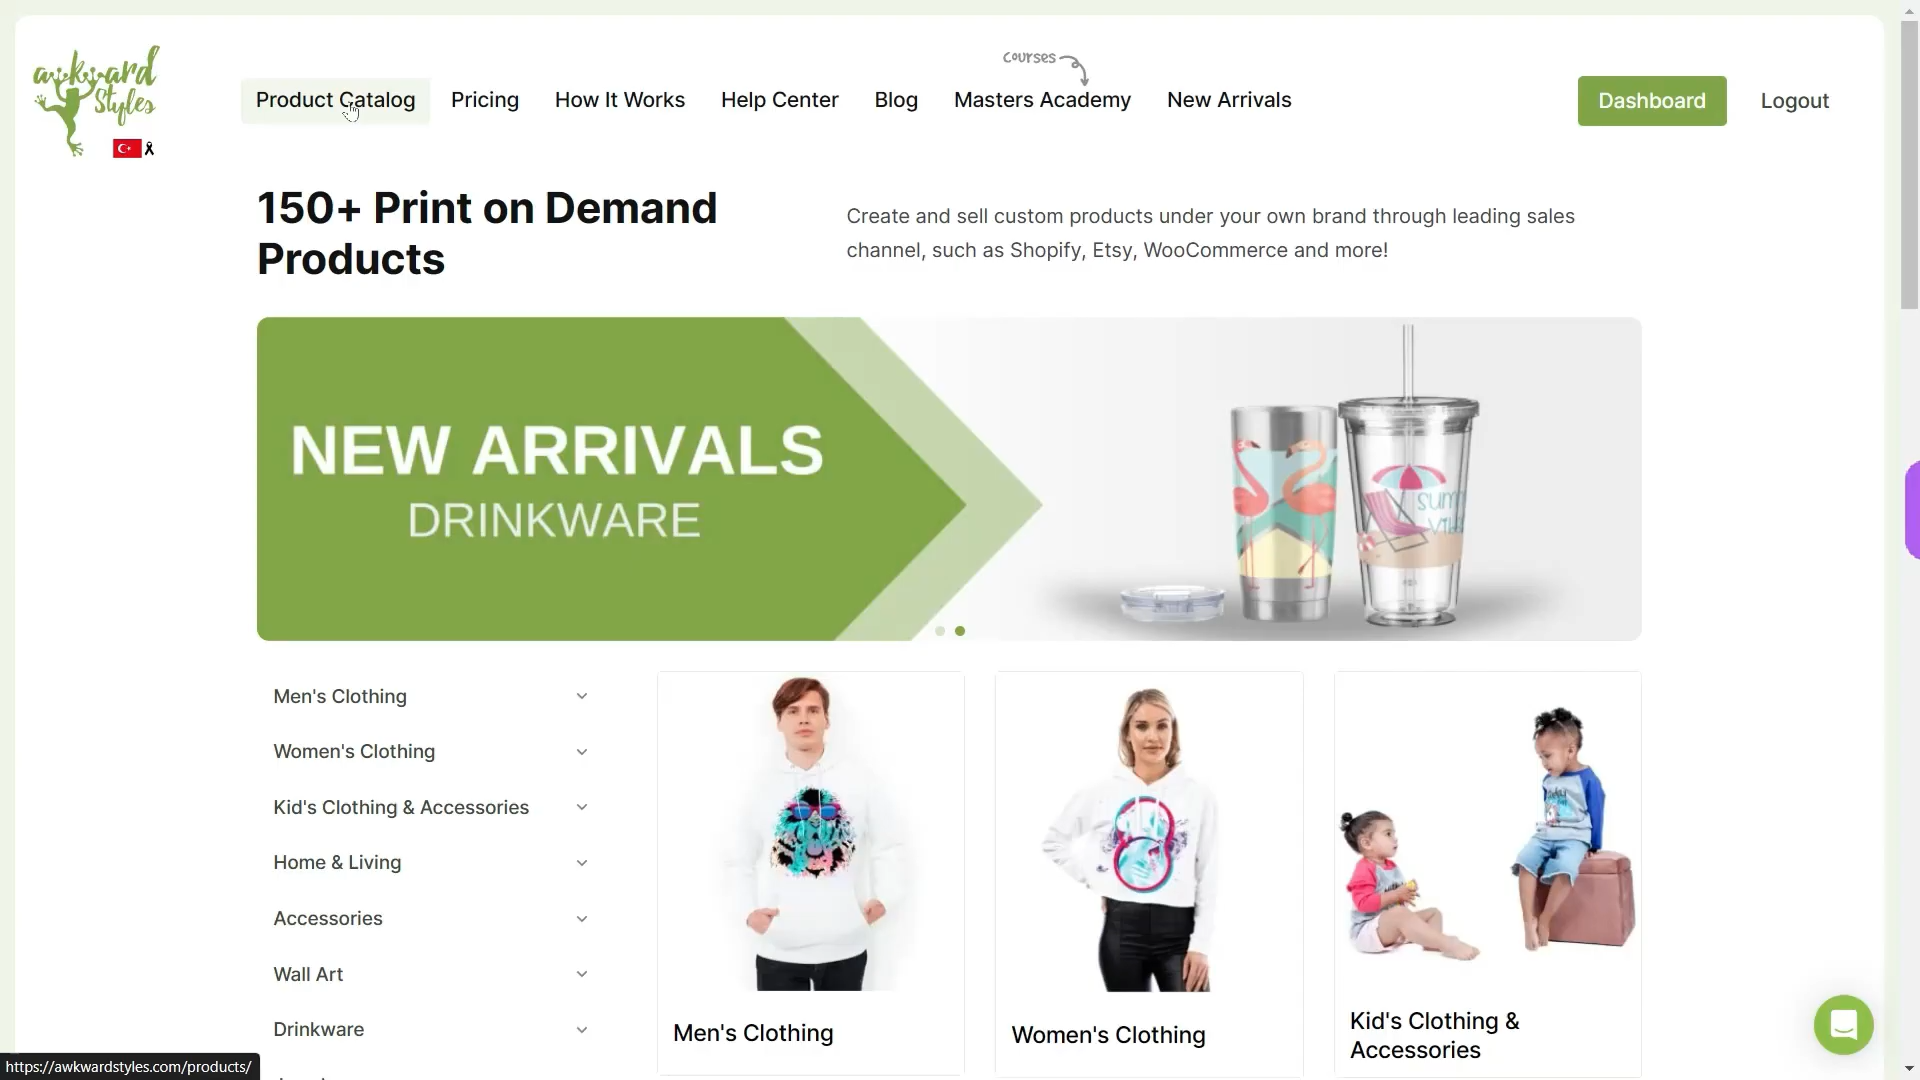 awkward
Styles
courses
Product Catalog
Pricing
How It Works
Help Center
Blog
Masters Academy
New Arrivals
Dashboard
Logout
150+ Print on Demand
Products
Create and sell custom products under your own brand through leading sales
channel, such as Shopify, Etsy, WooCommerce and more!
NEW ARRIVALS
DRINKWARE
Men's Clothing
Women's Clothing
Kid's Clothing & Accessories
Home & Living
Accessories
Wall Art
Drinkware
Men's Clothing
Women's Clothing
Kid's Clothing &
Accessories
https://awkwardstyles.com/products/